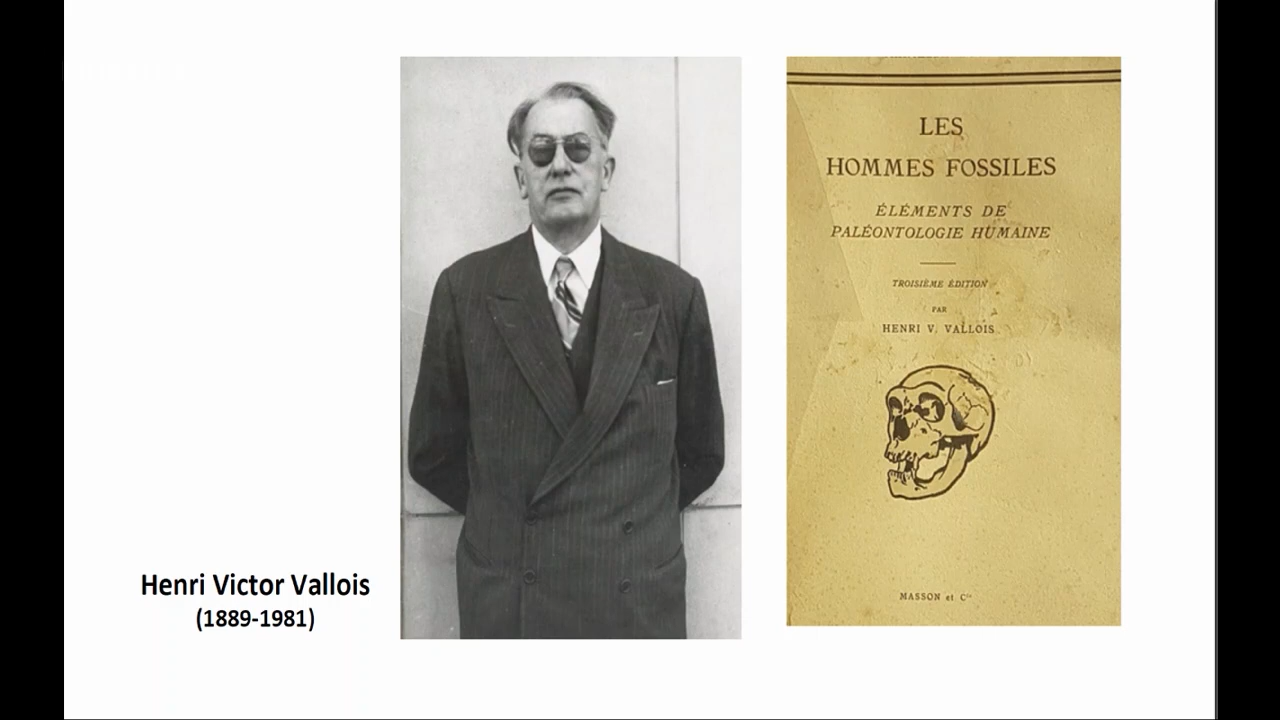 Henri Victor Vallois
(1889-1981)
LES
HOMMES FOSSILES
ÉLÉMENTS DE
PALÉONTOLOGIE HUMAINE
TROISIÈME ÉDITION
PAR
HENRI V. VALLOIS
MASSON et Cie